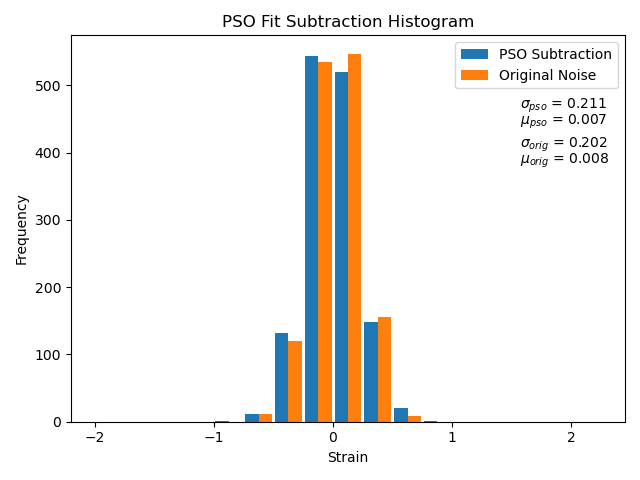 PSO Fit Subtraction Histogram
PSO Subtraction
Original Noise
σpso = 0.211
μpso = 0.007
σorig = 0.202
μorig = 0.008
Frequency
500
400
300
200
100
0
−2
−1
0
1
2
Strain